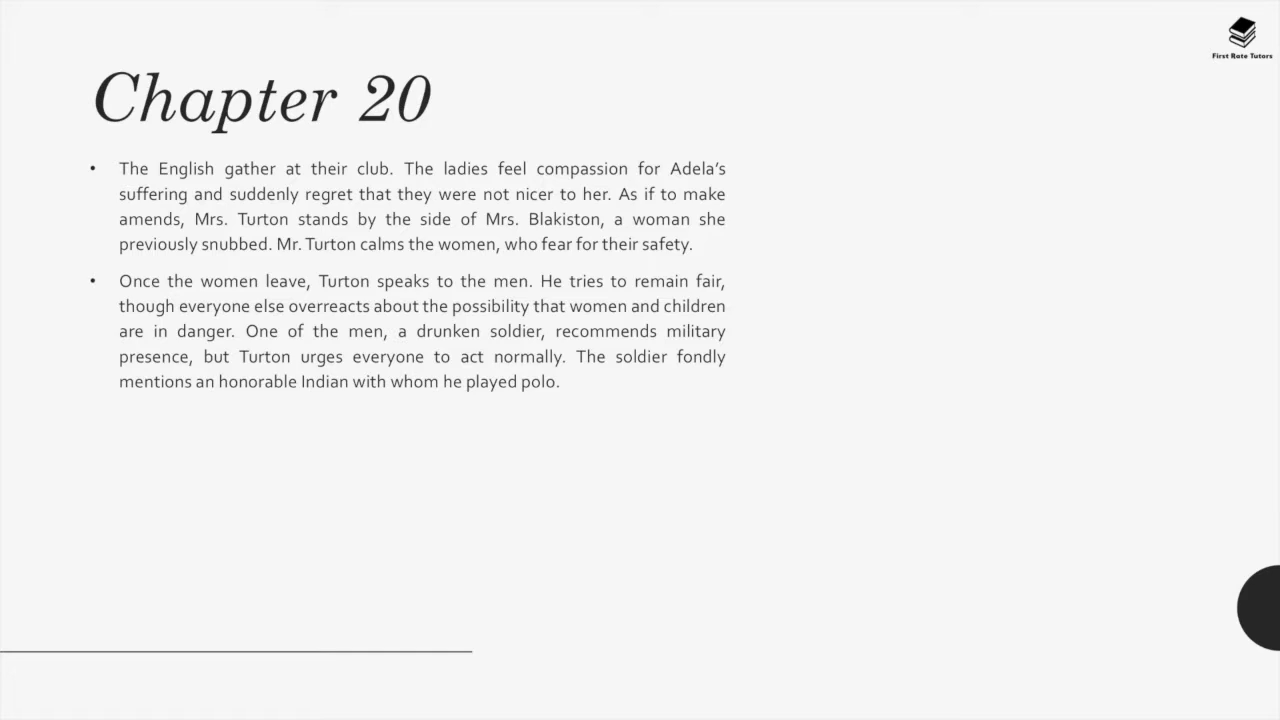 First Rate Tutors
Chapter 20
• The English gather at their club. The ladies feel compassion for Adela’s
suffering and suddenly regret that they were not nicer to her. As if to make
amends, Mrs. Turton stands by the side of Mrs. Blakiston, a woman she
previously snubbed. Mr. Turton calms the women, who fear for their safety.
• Once the women leave, Turton speaks to the men. He tries to remain fair,
though everyone else overreacts about the possibility that women and children
are in danger. One of the men, a drunken soldier, recommends military
presence, but Turton urges everyone to act normally. The soldier fondly
mentions an honorable Indian with whom he played polo.